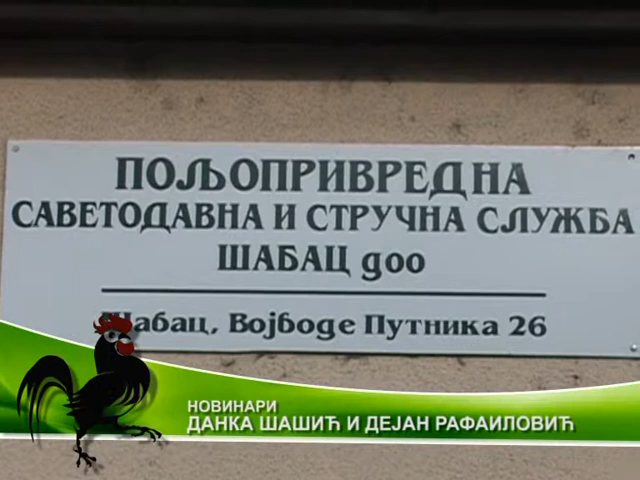 ПОЉОПРИВРЕДНА
САВЕТОДАВНА И СТРУЧНА СЛУЖБА
ШАБАЦ доо
Шабац, Војводе Путника 26
НОВИНАРИ
ДАНКА ШАШИЋ И ДЕЈАН РАФАИЛОВИЋ